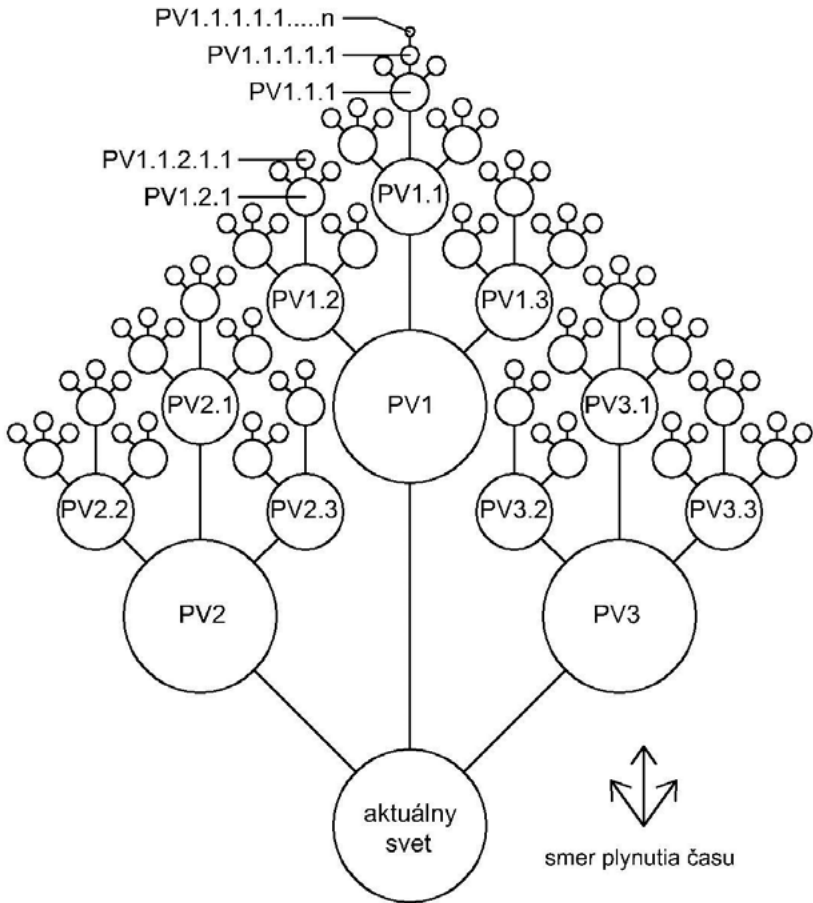 PV1.1.1.1.1.....n
PV1.1.1.1.1
PV1.1.1
PV1.1.2.1.1
PV1.2.1
PV1.1
PV1.2
PV1.3
PV2.1
PV1
PV3.1
PV2.2
PV2.3
PV3.2
PV3.3
PV2
PV3
aktuálny
svet
smer plynutia času